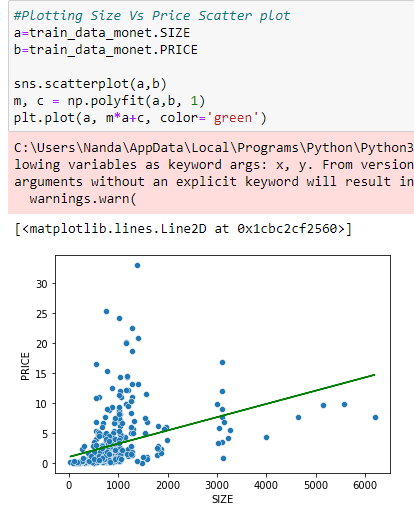 #Plotting Size Vs Price Scatter plot
a=train_data_monet.SIZE
b=train_data_monet.PRICE
sns.scatterplot(a,b)
m, c = np.polyfit(a,b, 1)
plt.plot(a, m*a+c, color='green')
C:\Users\Nanda\AppData\Local\Programs\Python\Python3
lowing variables as keyword args: x, y. From version
arguments without an explicit keyword will result in
warnings.warn(
[<matplotlib.lines.Line2D at 0x1cbc2cf2560>]
30
25
20
15
10
5
0
PRICE
0 1000 2000 3000 4000 5000 6000
SIZE